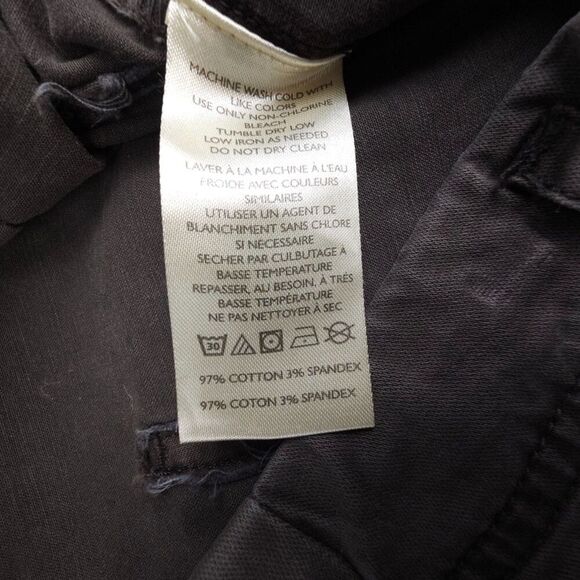 MACHINE WASH COLD WITH
LIKE COLORS
USE ONLY NON-CHLORINE
BLEACH
TUMBLE DRY LOW
LOW IRON AS NEEDED
DO NOT DRY CLEAN
LAVER À LA MACHINE À L'EAU
FROIDE AVEC COULEURS
SIMILAIRES
UTILISER UN AGENT DE
BLANCHIMENT SANS CHLORE
SI NÉCESSAIRE
SECHER PAR CULBUTAGE A
BASSE TEMPERATURE
REPASSER, AU BESOIN, À TRÈS
BASSE TEMPÉRATURE
NE PAS NETTOYER À SEC
30
97% COTTON 3% SPANDEX
97% COTON 3% SPANDEX